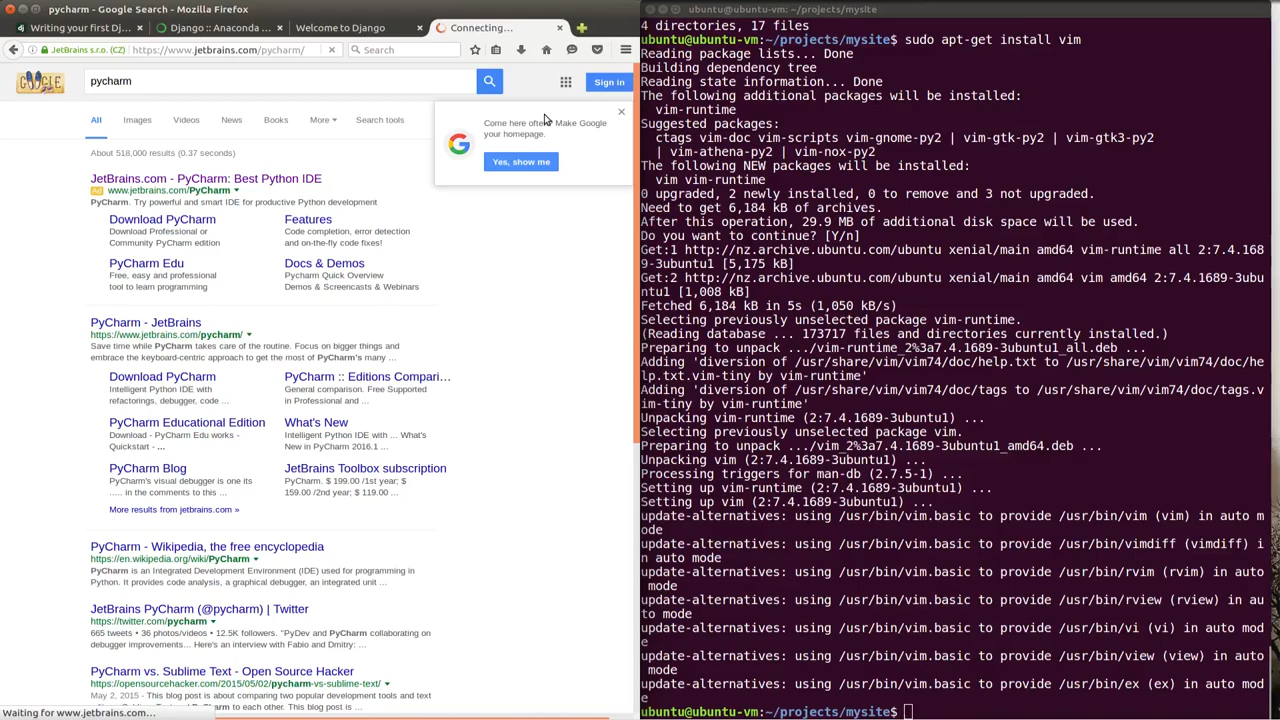 pycharm - Google Search - Mozilla Firefox
Writing your first Dj...
Django :: Anaconda ...
Welcome to Django
Connecting...
JetBrains s.r.o. (CZ)
https://www.jetbrains.com/pycharm/
Search
pycharm
Sign in
All
Images
Videos
News
Books
More
Search tools
Come here often? Make Google
your homepage.
Yes, show me
About 518,000 results (0.37 seconds)
JetBrains.com - PyCharm: Best Python IDE
Ad www.jetbrains.com/PyCharm
PyCharm. Try powerful and smart IDE for productive Python development
Download PyCharm
Download Professional or
Community PyCharm edition
Features
Code completion, error detection
and on-the-fly code fixes!
PyCharm Edu
Free, easy and professional
tool to learn programming
Docs & Demos
Pycharm Quick Overview
Demos & Screencasts & Webinars
PyCharm - JetBrains
https://www.jetbrains.com/pycharm/
Save time while PyCharm takes care of the routine. Focus on bigger things and
embrace the keyboard-centric approach to get the most of PyCharm's many ...
Download PyCharm
Intelligent Python IDE with
refactorings, debugger, code ...
PyCharm :: Editions Compari...
General comparison. Free Supported
in Professional and ...
PyCharm Educational Edition
Download - PyCharm Edu works -
Quickstart - ...
What's New
Intelligent Python IDE with ... What's
New in PyCharm 2016.1 ...
PyCharm Blog
PyCharm's visual debugger is one its
..... in the comments to this ...
JetBrains Toolbox subscription
PyCharm. $ 199.00 /1st year; $
159.00 /2nd year; $ 119.00 ...
More results from jetbrains.com »
PyCharm - Wikipedia, the free encyclopedia
https://en.wikipedia.org/wiki/PyCharm
PyCharm is an Integrated Development Environment (IDE) used for programming in
Python. It provides code analysis, a graphical debugger, an integrated unit ...
JetBrains PyCharm (@pycharm) | Twitter
https://twitter.com/pycharm
665 tweets • 36 photos/videos • 12.5K followers. "PyDev and PyCharm collaborating on
debugger improvements... Here's an interview with Fabio and Dmitry: ...
PyCharm vs. Sublime Text - Open Source Hacker
https://opensourcehacker.com/2015/05/02/pycharm-vs-sublime-text/
May 2, 2015 - This blog post is about comparing two popular development tools and text
PyCharm to each other. This blog post is ...
Waiting for www.jetbrains.com...
ubuntu@ubuntu-vm: ~/projects/mysite
4 directories, 17 files
ubuntu@ubuntu-vm:~/projects/mysite$ sudo apt-get install vim
Reading package lists... Done
Building dependency tree
Reading state information... Done
The following additional packages will be installed:
vim-runtime
Suggested packages:
ctags vim-doc vim-scripts vim-gnome-py2 | vim-gtk-py2 | vim-gtk3-py2
| vim-athena-py2 | vim-nox-py2
The following NEW packages will be installed:
vim vim-runtime
0 upgraded, 2 newly installed, 0 to remove and 3 not upgraded.
Need to get 6,184 kB of archives.
After this operation, 29.9 MB of additional disk space will be used.
Do you want to continue? [Y/n]
Get:1 http://nz.archive.ubuntu.com/ubuntu xenial/main amd64 vim-runtime all 2:7.4.168
9-3ubuntu1 [5,175 kB]
Get:2 http://nz.archive.ubuntu.com/ubuntu xenial/main amd64 vim amd64 2:7.4.1689-3ubu
ntu1 [1,008 kB]
Fetched 6,184 kB in 5s (1,050 kB/s)
Selecting previously unselected package vim-runtime.
(Reading database ... 173717 files and directories currently installed.)
Preparing to unpack .../vim-runtime_2%3a7.4.1689-3ubuntu1_all.deb ...
Adding 'diversion of /usr/share/vim/vim74/doc/help.txt to /usr/share/vim/vim74/doc/he
lp.txt.vim-tiny by vim-runtime'
Adding 'diversion of /usr/share/vim/vim74/doc/tags to /usr/share/vim/vim74/doc/tags.v
im-tiny by vim-runtime'
Unpacking vim-runtime (2:7.4.1689-3ubuntu1) ...
Selecting previously unselected package vim.
Preparing to unpack .../vim_2%3a7.4.1689-3ubuntu1_amd64.deb ...
Unpacking vim (2:7.4.1689-3ubuntu1) ...
Processing triggers for man-db (2.7.5-1) ...
Setting up vim-runtime (2:7.4.1689-3ubuntu1) ...
Setting up vim (2:7.4.1689-3ubuntu1) ...
update-alternatives: using /usr/bin/vim.basic to provide /usr/bin/vim (vim) in auto m
ode
update-alternatives: using /usr/bin/vim.basic to provide /usr/bin/vimdiff (vimdiff) i
n auto mode
update-alternatives: using /usr/bin/vim.basic to provide /usr/bin/rvim (rvim) in auto
mode
update-alternatives: using /usr/bin/vim.basic to provide /usr/bin/rview (rview) in au
to mode
update-alternatives: using /usr/bin/vim.basic to provide /usr/bin/vi (vi) in auto mod
e
update-alternatives: using /usr/bin/vim.basic to provide /usr/bin/view (view) in auto
mode
update-alternatives: using /usr/bin/vim.basic to provide /usr/bin/ex (ex) in auto mod
e
ubuntu@ubuntu-vm:~/projects/mysite$